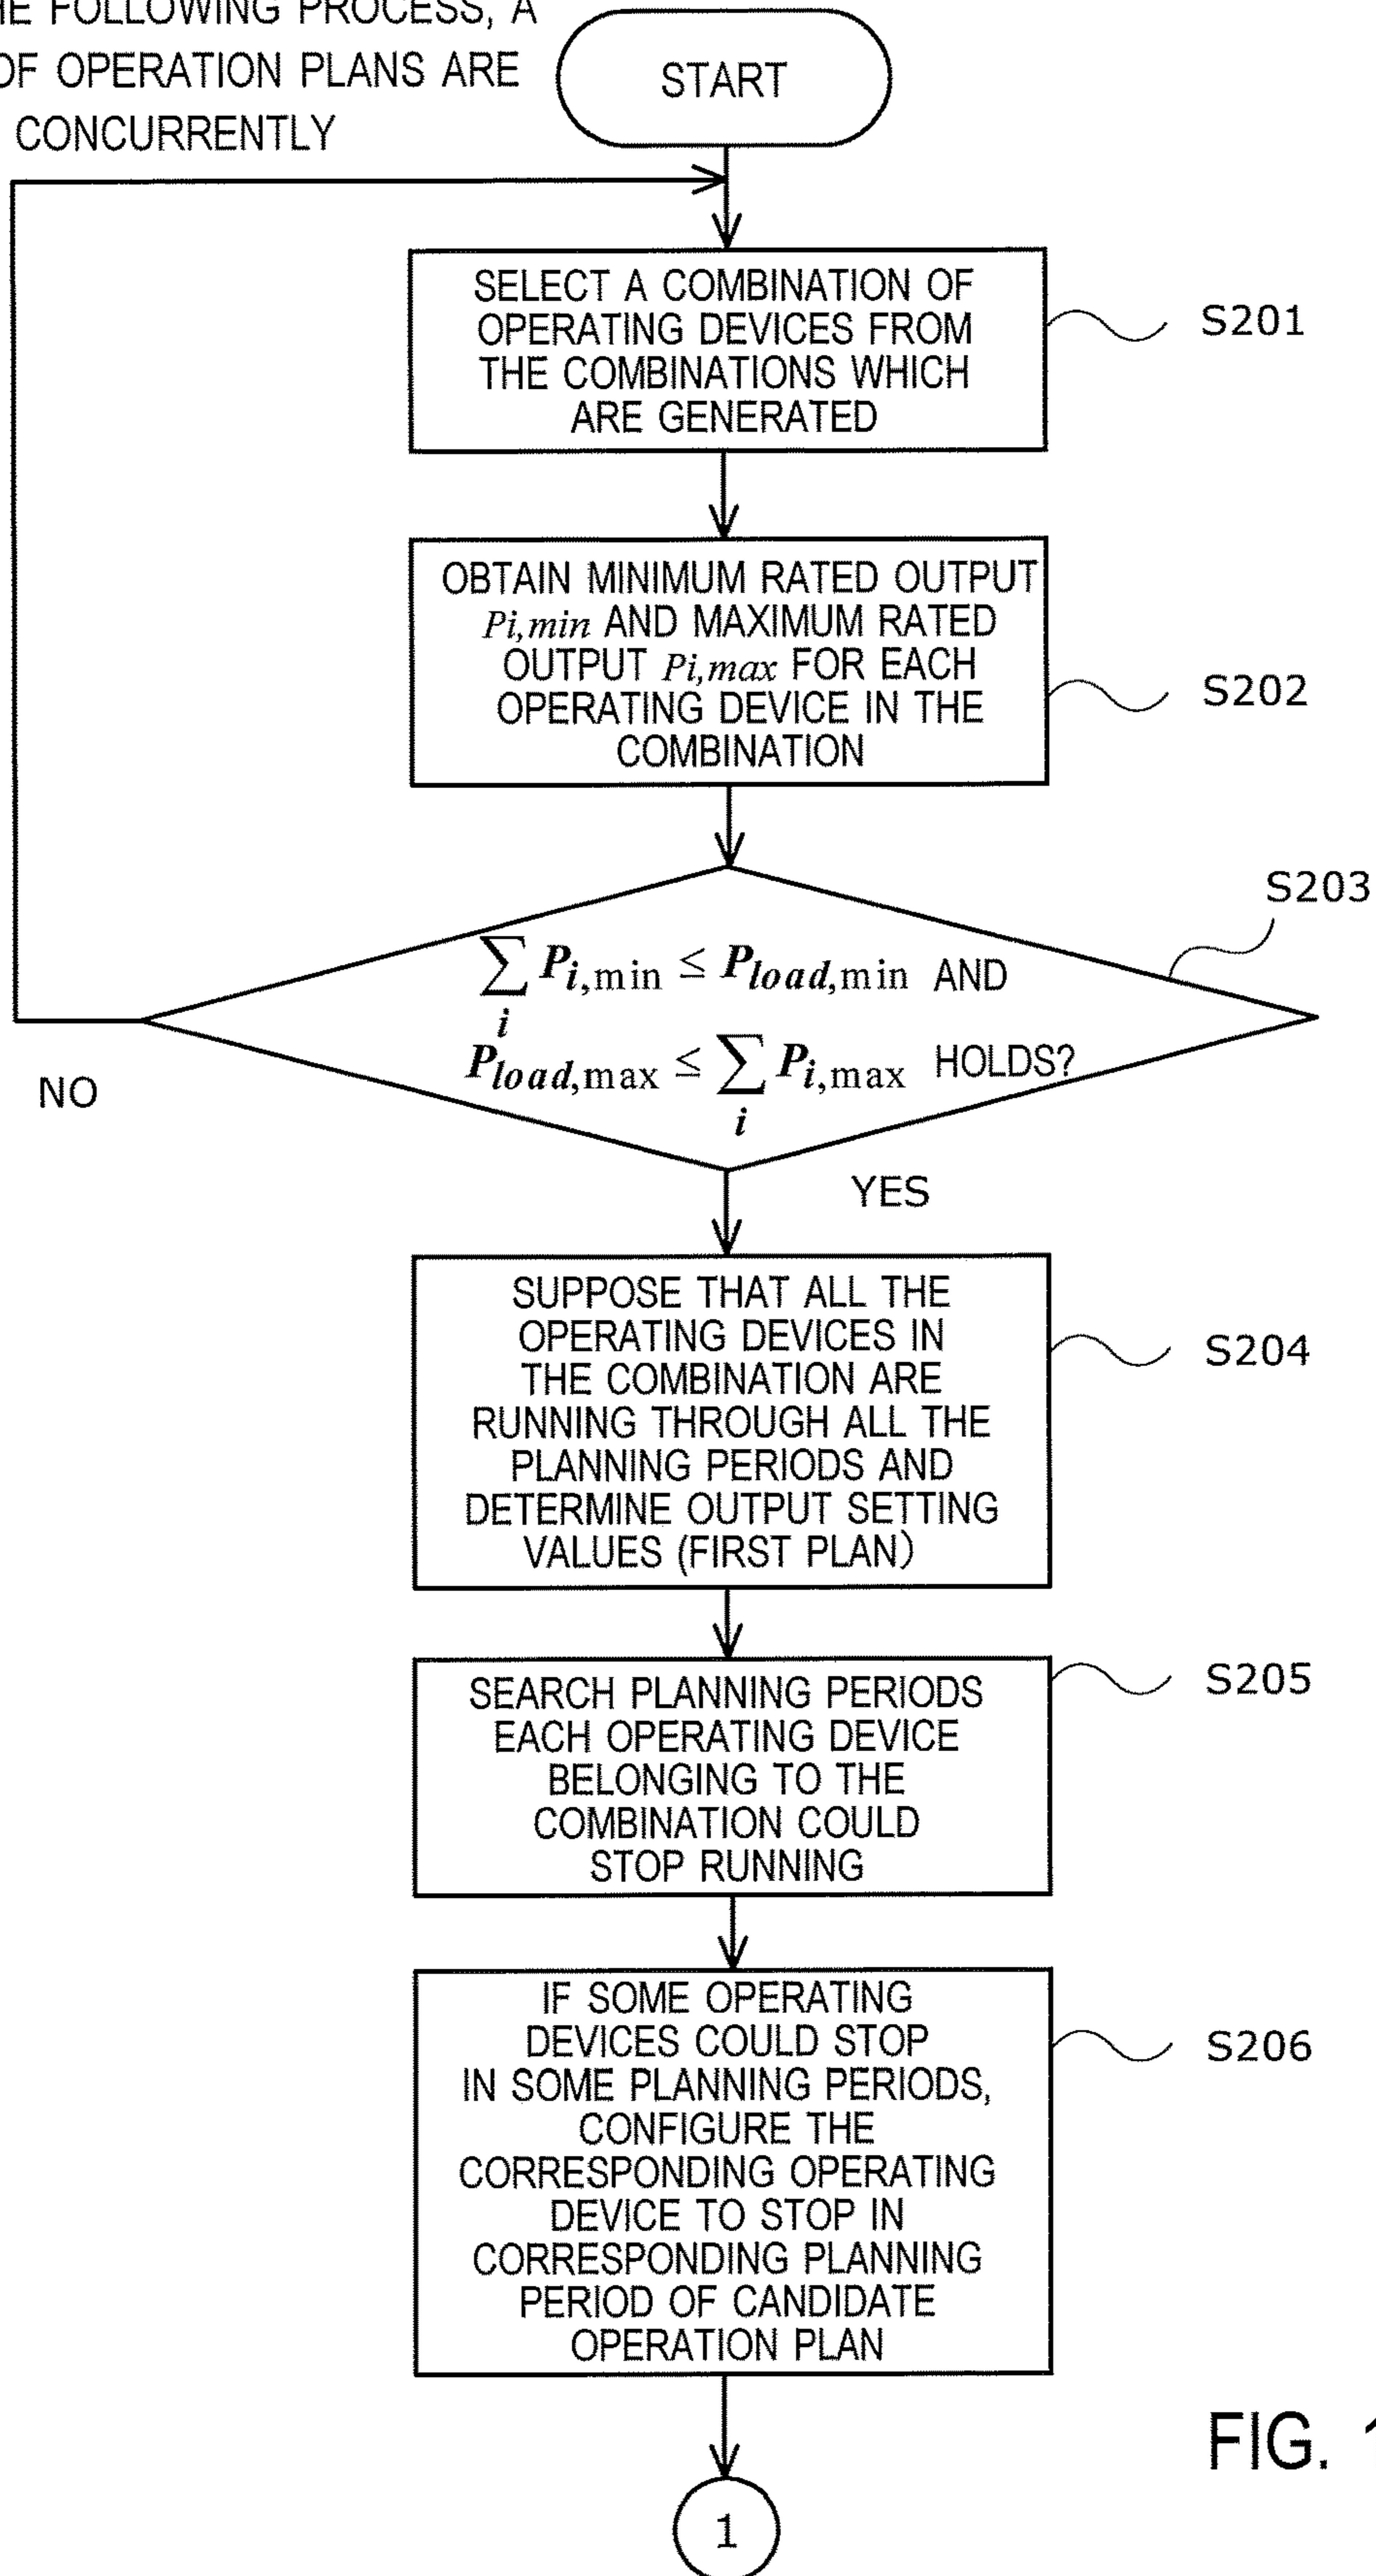 HE FOLLOWING PROCESS, A
OF OPERATION PLANS ARE
CONCURRENTLY
START
SELECT A COMBINATION OF
OPERATING DEVICES FROM
THE COMBINATIONS WHICH
ARE GENERATED
S201
OBTAIN MINIMUM RATED OUTPUT
Pi,min AND MAXIMUM RATED
OUTPUT Pi,max FOR EACH
OPERATING DEVICE IN THE
COMBINATION
S202
S203
∑i Pi,min ≤ Pload,min AND
Pload,max ≤ ∑i Pi,max HOLDS?
NO
YES
SUPPOSE THAT ALL THE
OPERATING DEVICES IN
THE COMBINATION ARE
RUNNING THROUGH ALL THE
PLANNING PERIODS AND
DETERMINE OUTPUT SETTING
VALUES (FIRST PLAN)
S204
SEARCH PLANNING PERIODS
EACH OPERATING DEVICE
BELONGING TO THE
COMBINATION COULD
STOP RUNNING
S205
IF SOME OPERATING
DEVICES COULD STOP
IN SOME PLANNING PERIODS,
CONFIGURE THE
CORRESPONDING OPERATING
DEVICE TO STOP IN
CORRESPONDING PLANNING
PERIOD OF CANDIDATE
OPERATION PLAN
S206
FIG.
1